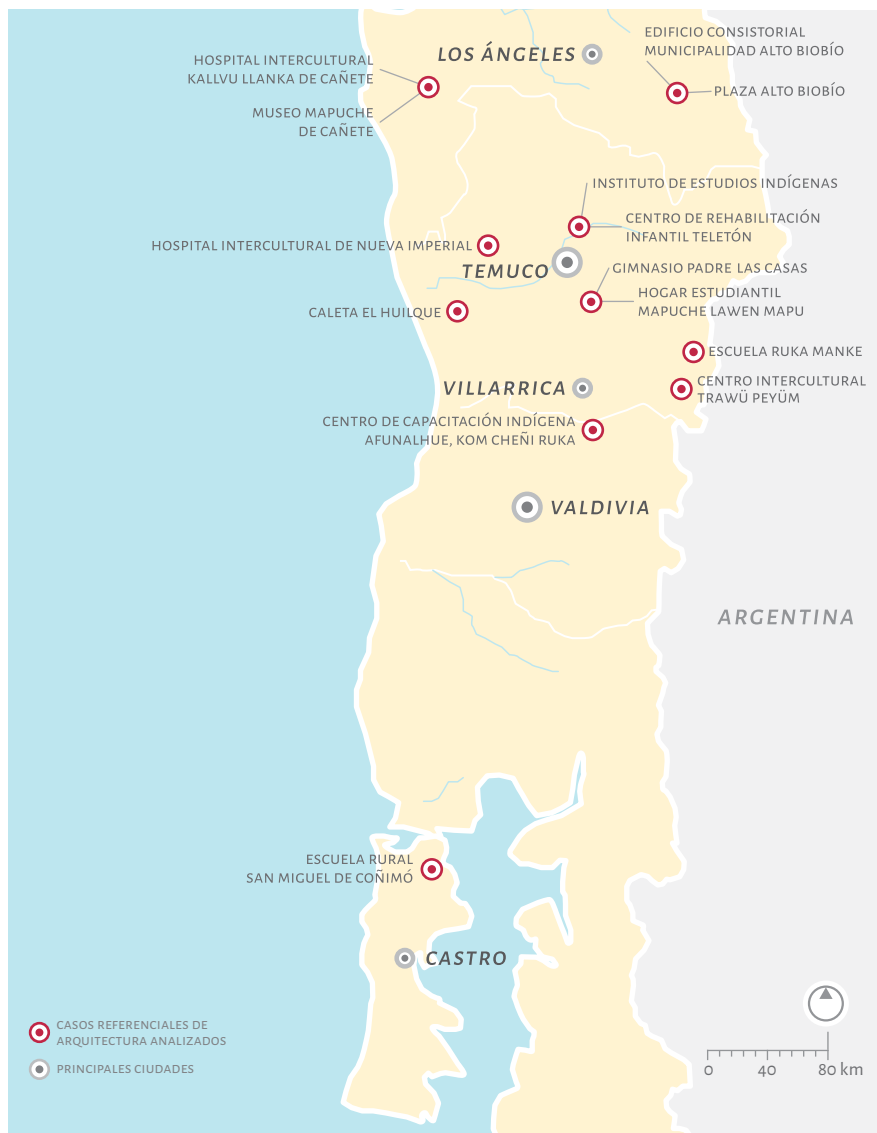 EDIFICIO CONSISTORIAL
MUNICIPALIDAD ALTO BIOBÍO
LOS ÁNGELES
HOSPITAL INTERCULTURAL
KALLVU LLANKA DE CAÑETE
PLAZA ALTO BIOBÍO
MUSEO MAPUCHE
DE CAÑETE
INSTITUTO DE ESTUDIOS INDÍGENAS
CENTRO DE REHABILITACIÓN
INFANTIL TELETÓN
HOSPITAL INTERCULTURAL DE NUEVA IMPERIAL
TEMUCO
GIMNASIO PADRE LAS CASAS
HOGAR ESTUDIANTIL
MAPUCHE LAWEN MAPU
CALETA EL HUILQUE
ESCUELA RUKA MANKE
VILLARRICA
CENTRO INTERCULTURAL
TRAWÜ PEYÜM
CENTRO DE CAPACITACIÓN INDÍGENA
AFUNALHUE, KOM CHEÑI RUKA
VALDIVIA
ARGENTINA
ESCUELA RURAL
SAN MIGUEL DE COÑIMÓ
CASTRO
CASOS REFERENCIALES DE
ARQUITECTURA ANALIZADOS
PRINCIPALES CIUDADES
0 40 80 km